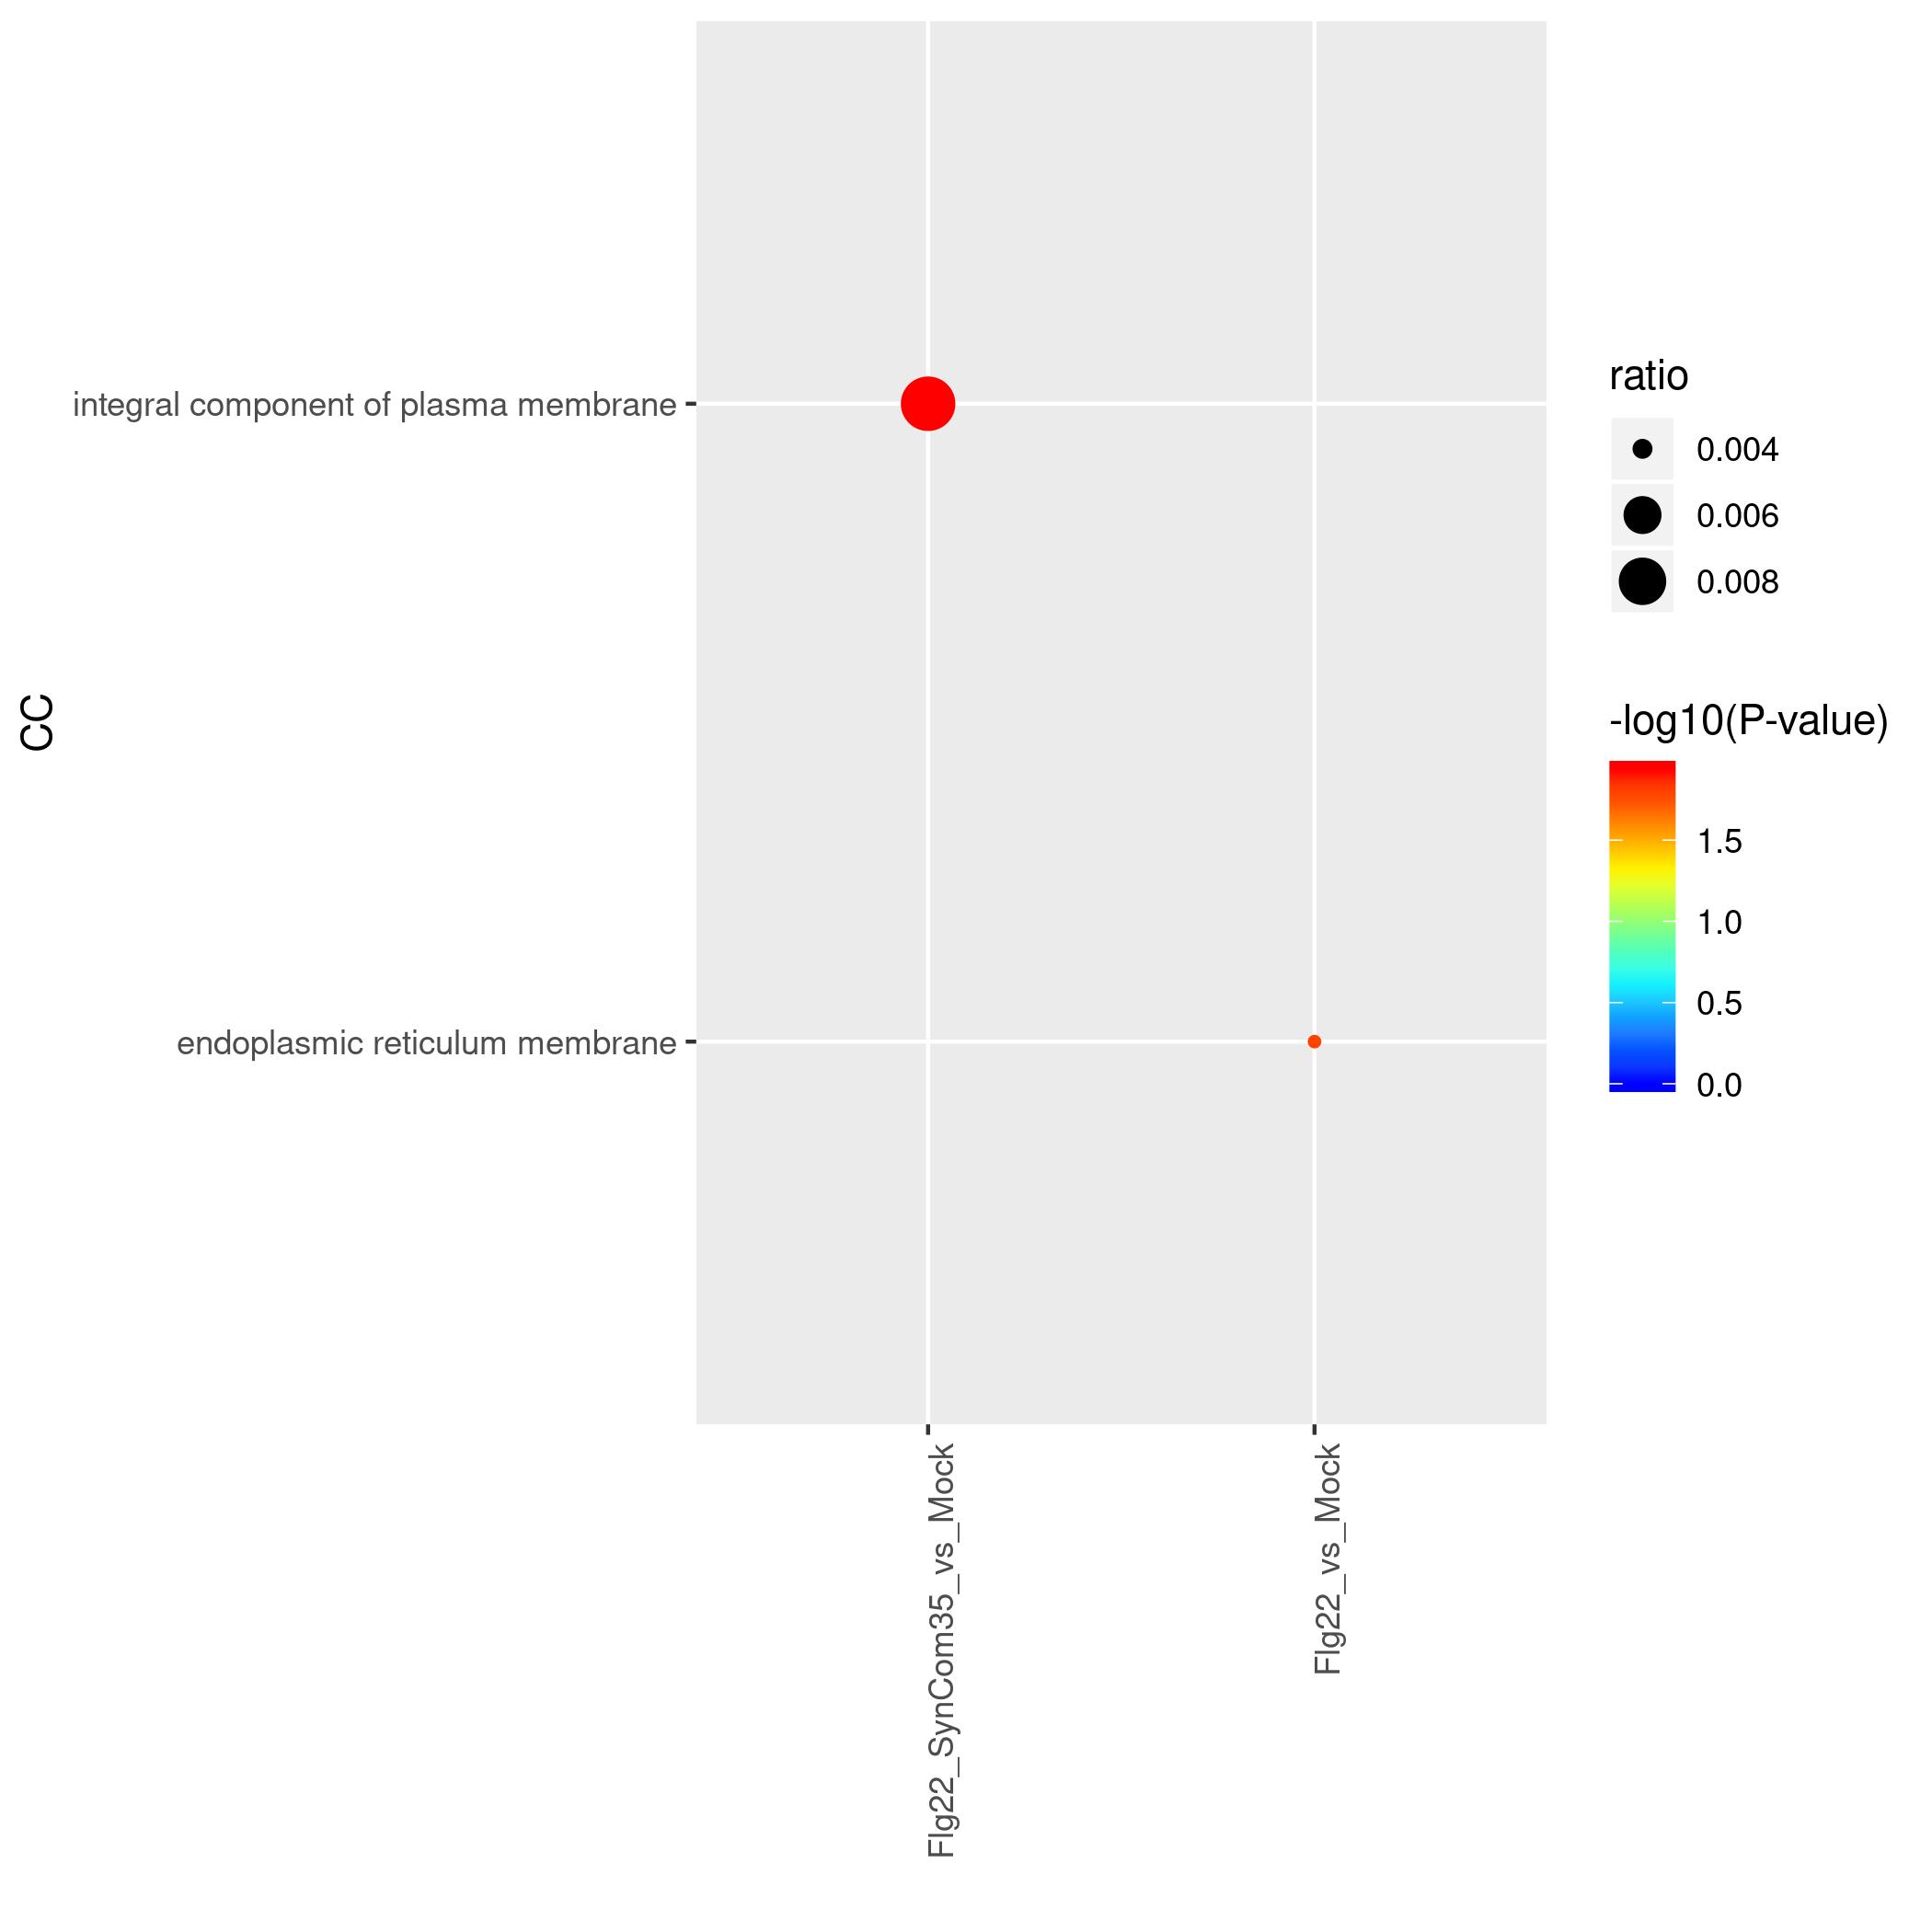 CC
integral component of plasma membrane
endoplasmic reticulum membrane
Flg22_SynCom35_vs_Mock
Flg22_vs_Mock
ratio
0.004
0.006
0.008
-log10(P-value)
1.5
1.0
0.5
0.0